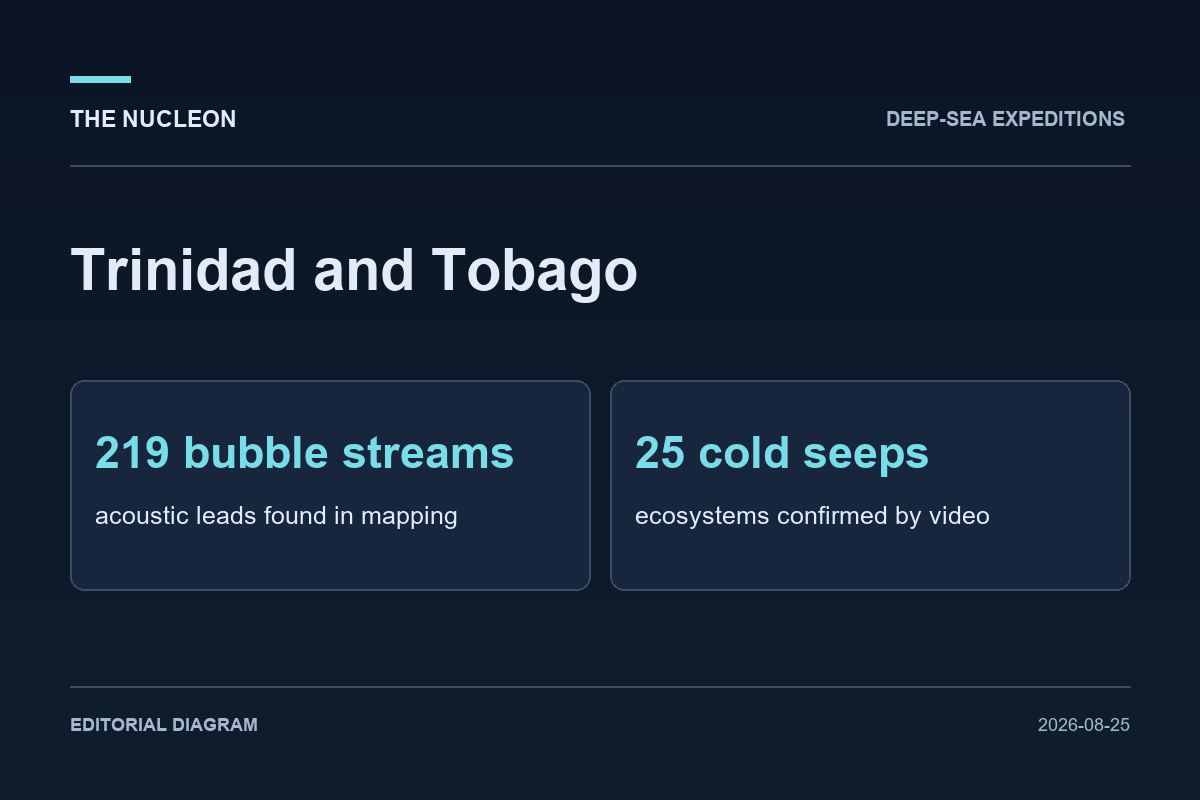 THE NUCLEON
DEEP-SEA EXPEDITIONS
Trinidad and Tobago
219 bubble streams
acoustic leads found in mapping
25 cold seeps
ecosystems confirmed by video
EDITORIAL DIAGRAM
2026-08-25